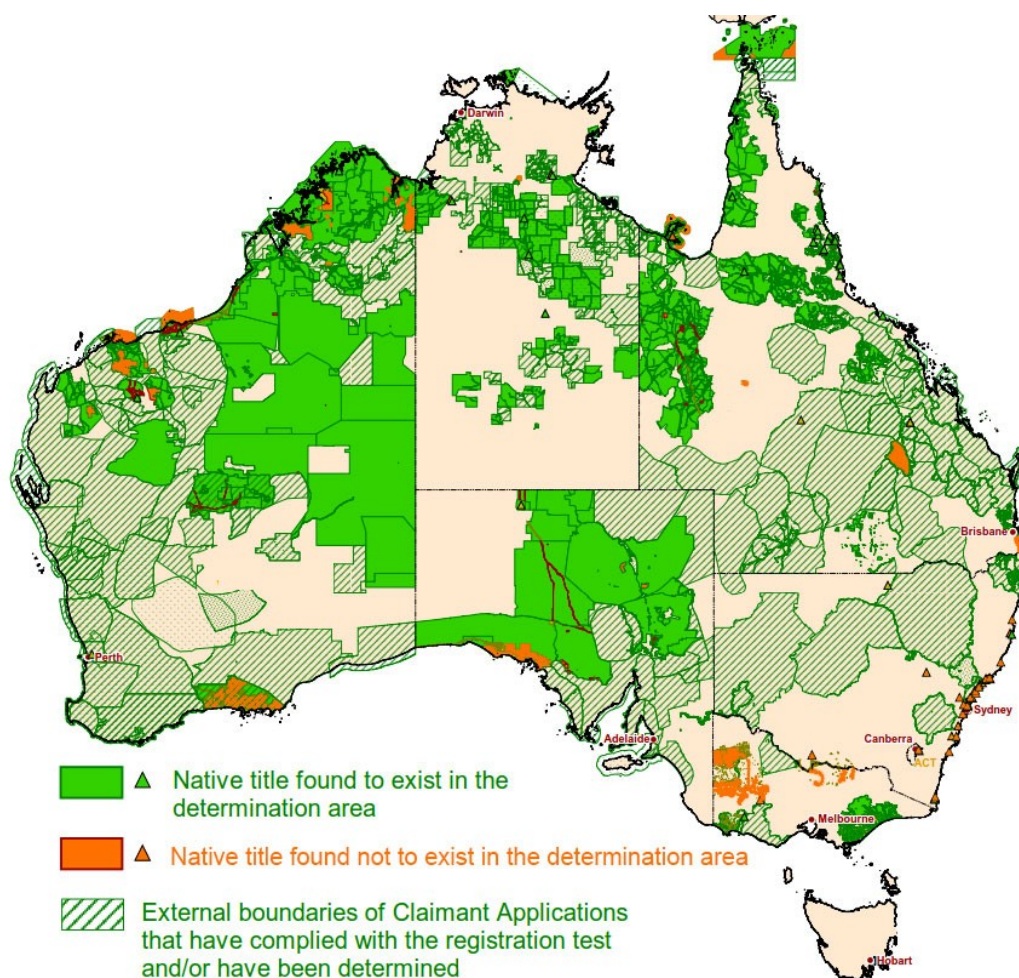 Darwin
Brisbane
Perth
Sydney
Adelaide
Canberra
ACT
Melbourne
Hobart
Native title found to exist in the
determination area
Native title found not to exist in the determination area
External boundaries of Claimant Applications
that have complied with the registration test
and/or have been determined